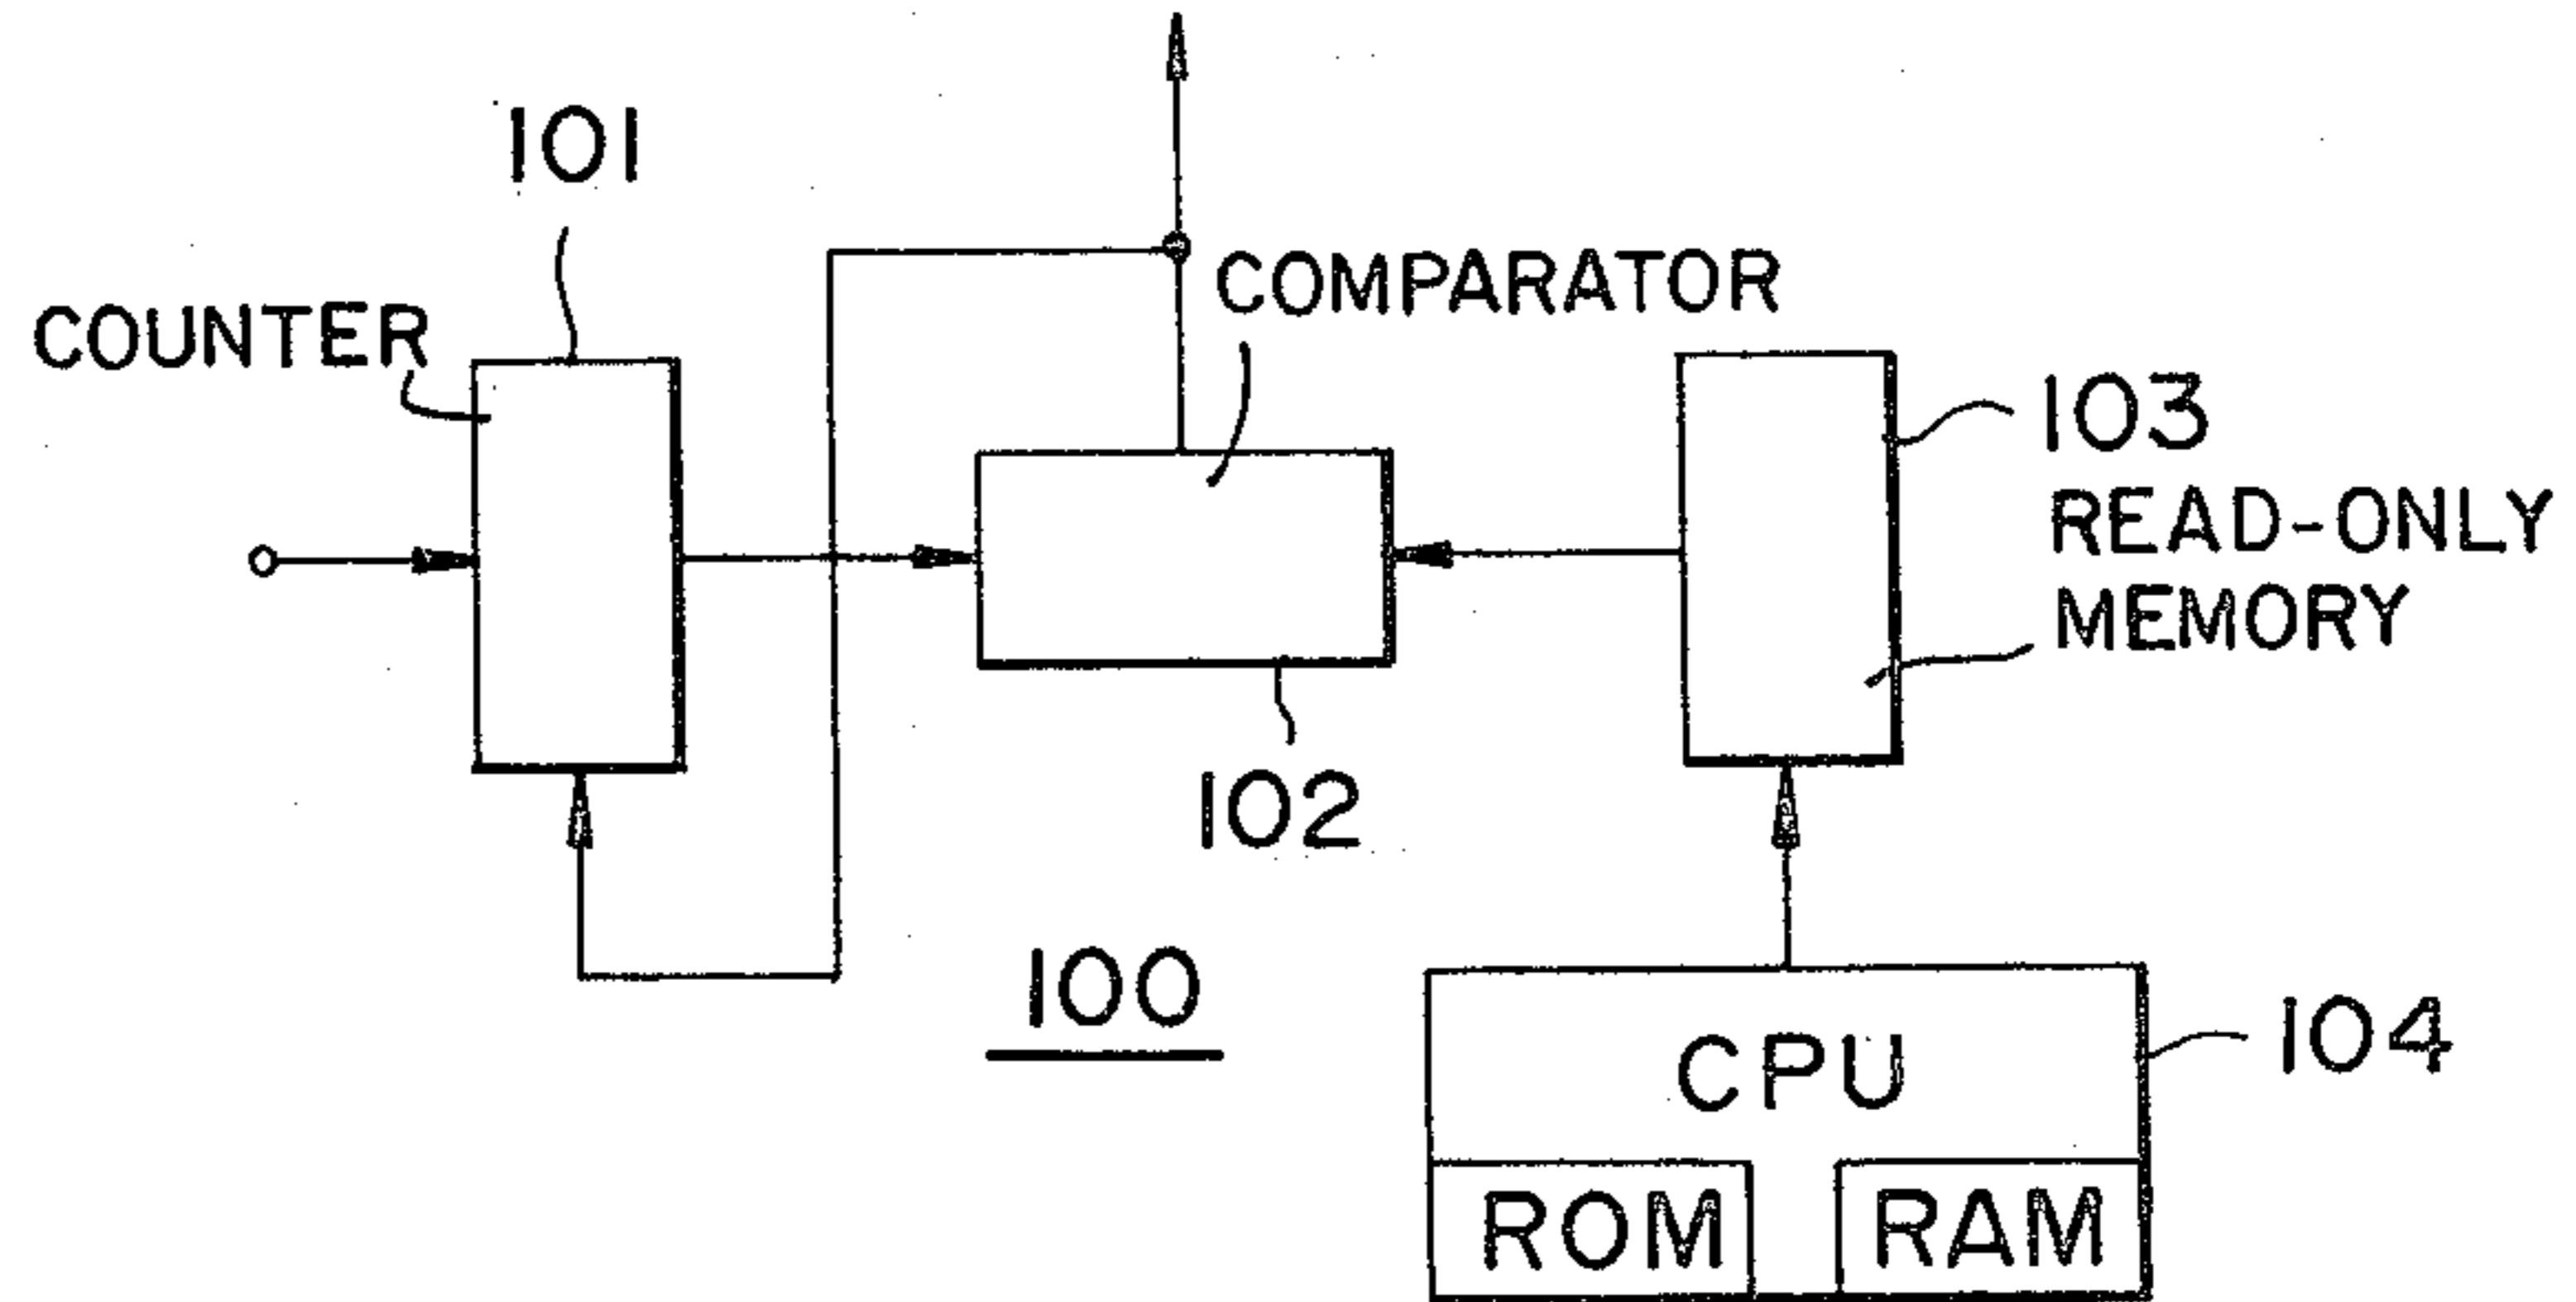 101
COUNTER
COMPARATOR
103
READ-ONLY
MEMORY
102
100
CPU
104
ROM
RAM